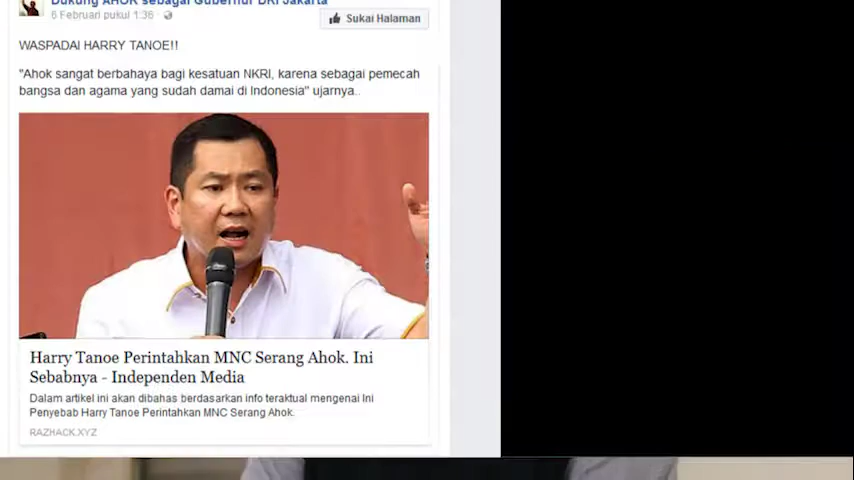 Dukung AHOK sebagai Gubernur DKI Jakarta
6 Februari pukul 1:36 ·
Sukai Halaman
WASPADAI HARRY TANOE!!
"Ahok sangat berbahaya bagi kesatuan NKRI, karena sebagai pemecah
bangsa dan agama yang sudah damai di Indonesia" ujarnya..
Harry Tanoe Perintahkan MNC Serang Ahok. Ini
Sebabnya - Independen Media
Dalam artikel ini akan dibahas berdasarkan info teraktual mengenai Ini
Penyebab Harry Tanoe Perintahkan MNC Serang Ahok.
RAZHACK.XYZ